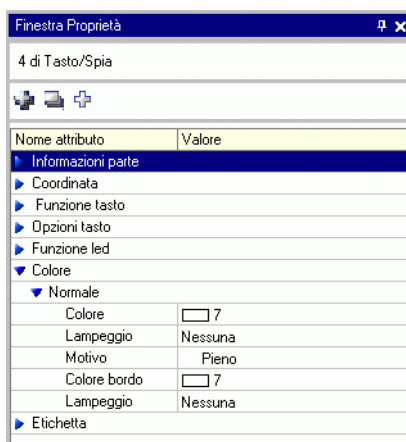 Finestra Proprietà
4 di Tasto/Spia
Nome attributo Valore
Informazioni parte
Coordinata
Funzione tasto
Opzioni tasto
Funzione led
Colore
Normale
Colore 7
Lampeggio Nessuna
Motivo Pieno
Colore bordo 7
Lampeggio Nessuna
Etichetta